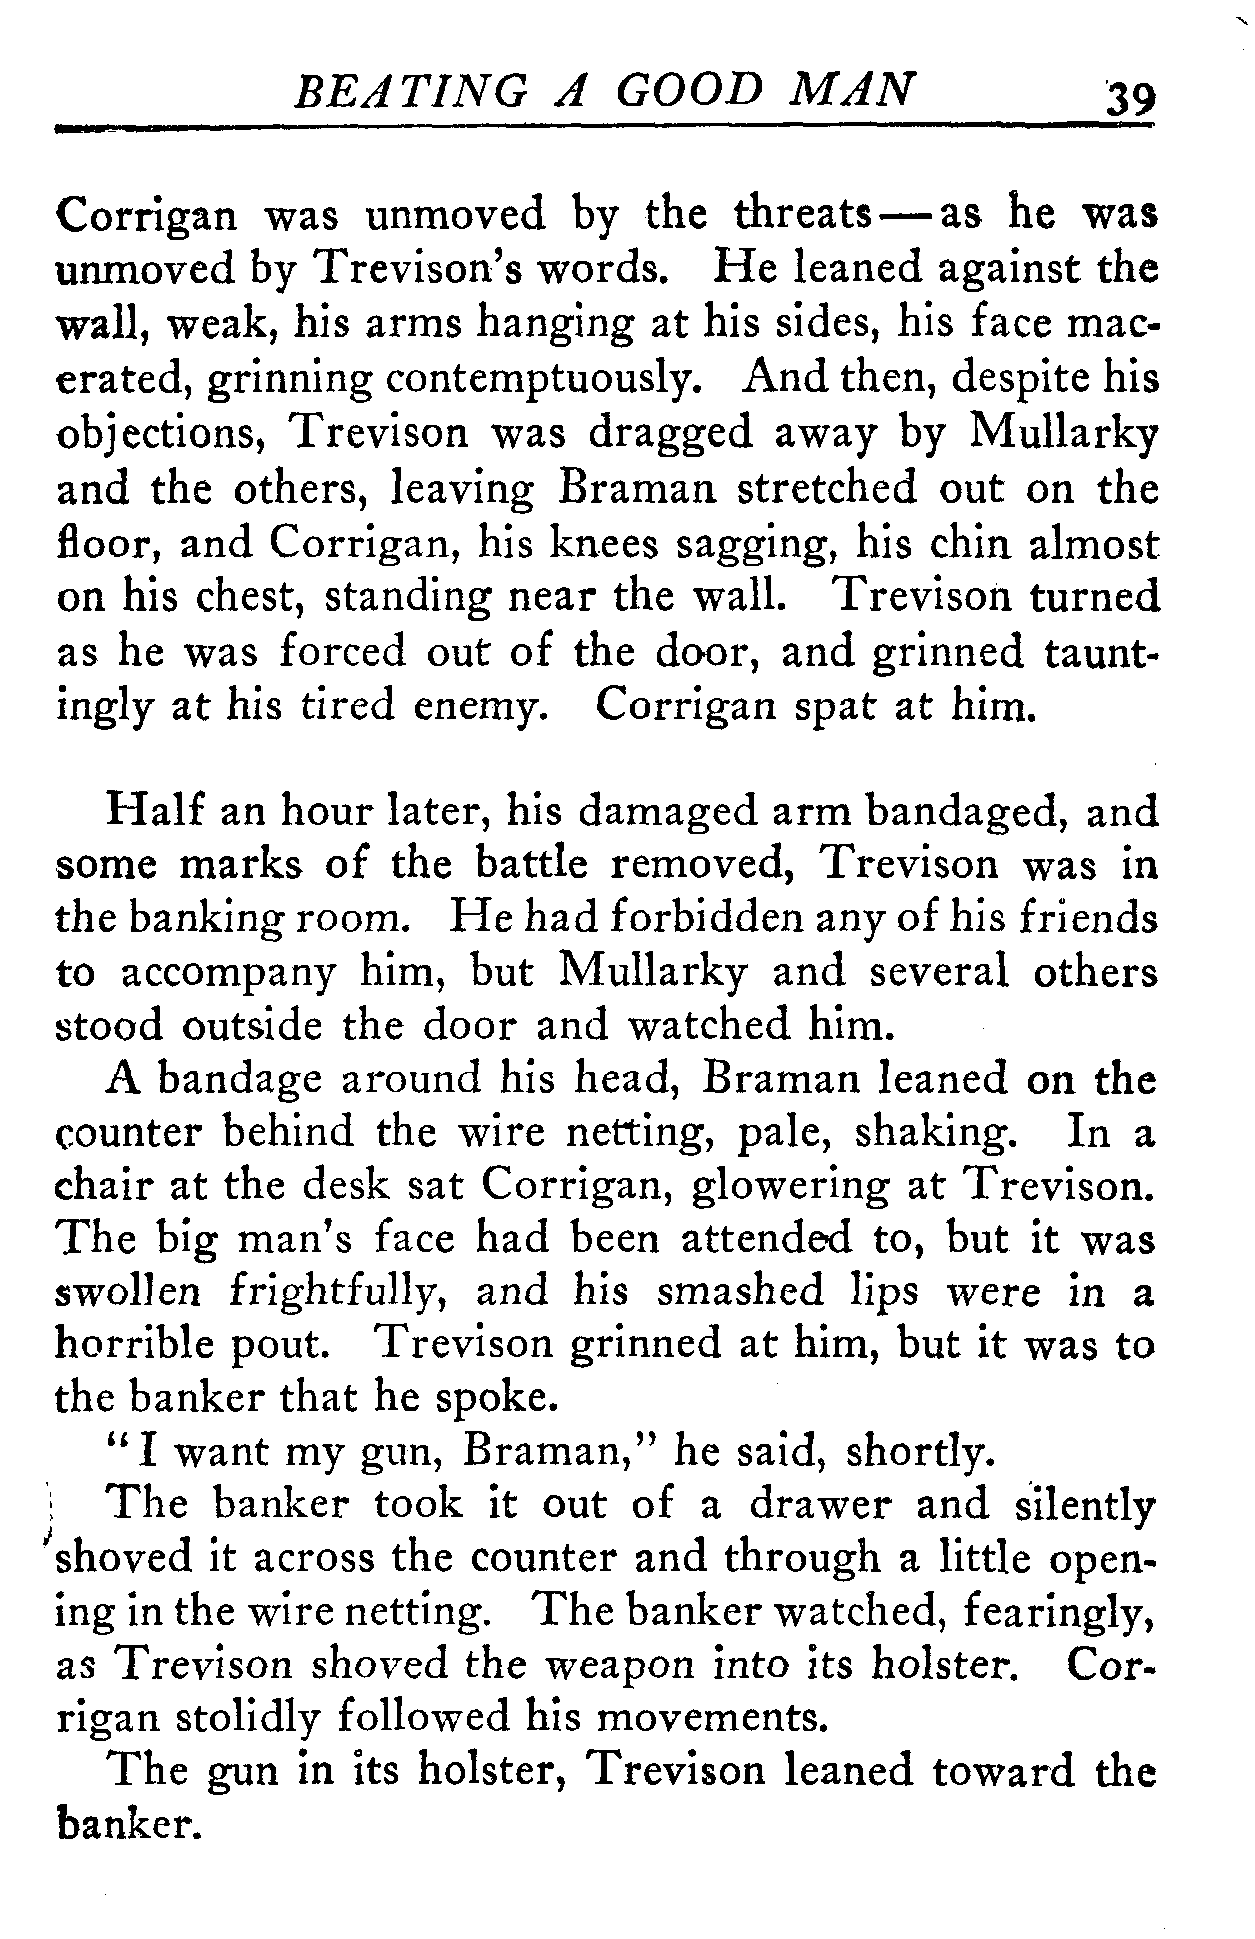 BEATING A GOOD MAN 39
Corrigan was unmoved by the threats—as he was
unmoved by Trevison's words. He leaned against the
wall, weak, his arms hanging at his sides, his face mac-
erated, grinning contemptuously. And then, despite his
objections, Trevison was dragged away by Mullarky
and the others, leaving Braman stretched out on the
floor, and Corrigan, his knees sagging, his chin almost
on his chest, standing near the wall. Trevison turned
as he was forced out of the door, and grinned taunt-
ingly at his tired enemy. Corrigan spat at him.
Half an hour later, his damaged arm bandaged, and
some marks of the battle removed, Trevison was in
the banking room. He had forbidden any of his friends
to accompany him, but Mullarky and several others
stood outside the door and watched him.
A bandage around his head, Braman leaned on the
counter behind the wire netting, pale, shaking. In a
chair at the desk sat Corrigan, glowering at Trevison.
The big man's face had been attended to, but it was
swollen frightfully, and his smashed lips were in a
horrible pout. Trevison grinned at him, but it was to
the banker that he spoke.
"I want my gun, Braman," he said, shortly.
The banker took it out of a drawer and silently
shoved it across the counter and through a little open-
ing in the wire netting. The banker watched, fearingly,
as Trevison shoved the weapon into its holster. Cor-
rigan stolidly followed his movements.
The gun in its holster, Trevison leaned toward the
banker.